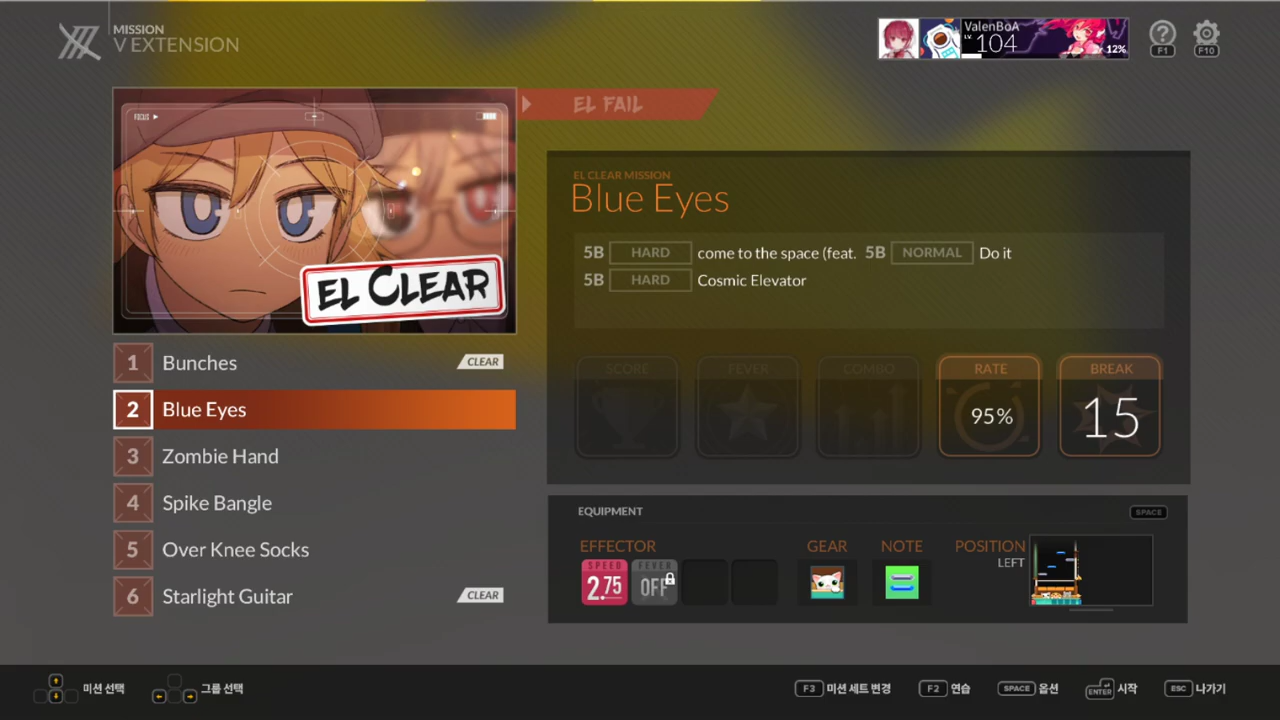 MISSION
V EXTENSION
ValenBoA
LV. 104
12%
F1
F10
FOCUS
EL FAIL
EL CLEAR
EL CLEAR MISSION
Blue Eyes
5B HARD come to the space (feat. 5B NORMAL Do it
5B HARD Cosmic Elevator
SCORE FEVER COMBO RATE BREAK
95% 15
1 Bunches CLEAR
2 Blue Eyes
3 Zombie Hand
4 Spike Bangle
5 Over Knee Socks
6 Starlight Guitar CLEAR
EQUIPMENT SPACE
EFFECTOR GEAR NOTE POSITION
LEFT
SPEED 2.75 FEVER OFF
미션 선택 그룹 선택 F3 미션 세트 변경 F2 연습 SPACE 옵션 ENTER 시작 ESC 나가기